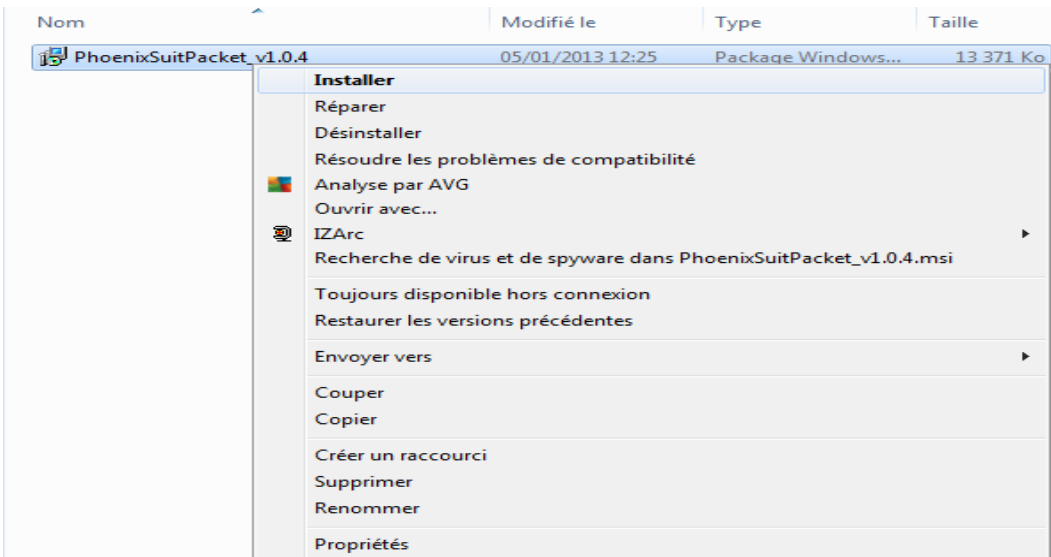 Nom Modifié le Type Taille
PhoenixSuitPacket_v1.0.4 05/01/2013 12:25 Package Windows... 13 371 Ko
Installer
Réparer
Désinstaller
Résoudre les problèmes de compatibilité
Analyse par AVG
Ouvrir avec...
IZArc
Recherche de virus et de spyware dans PhoenixSuitPacket_v1.0.4.msi
Toujours disponible hors connexion
Restaurer les versions précédentes
Envoyer vers
Couper
Copier
Créer un raccourci
Supprimer
Renommer
Propriétés